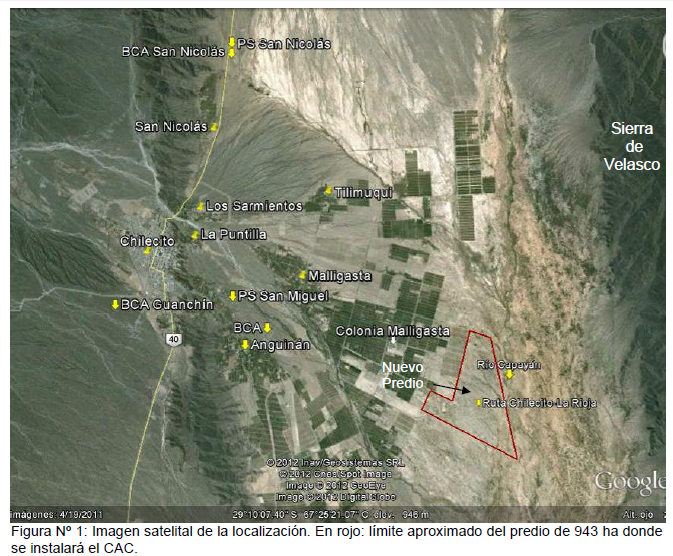 PS San Nicolás
BCA San Nicolás
Sierra
de
Velasco
San Nicolás
Tilimuqui
Los Sarmientos
La Puntilla
Chilecito
Malligasta
PS San Miguel
BCA Guanchín
BCA
Colonia Malligasta
40
Anguinán
Río Capayán
Nuevo
Predio
Ruta Chilecito-La Rioja
© 2012 Inav/Geosistemas SRL
© 2012 Cnes/Spot Image
Image © 2012 GeoEye
Image © 2012 DigitalGlobe
Google
imágenes: 4/19/2011
29°10'07.40" S 67°25'21.07" O elev. 946 m
Alt. ojo
Figura Nº 1: Imagen satelital de la localización. En rojo: límite aproximado del predio de 943 ha donde
se instalará el CAC.